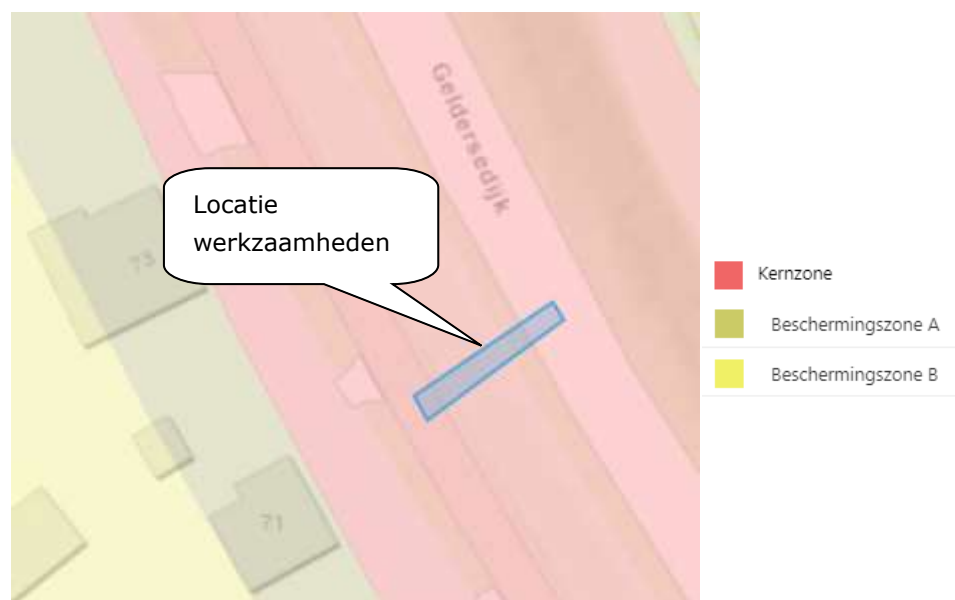 Geldersedijk
Locatie
werkzaamheden
73
71
Kernzone
Beschermingszone A
Beschermingszone B